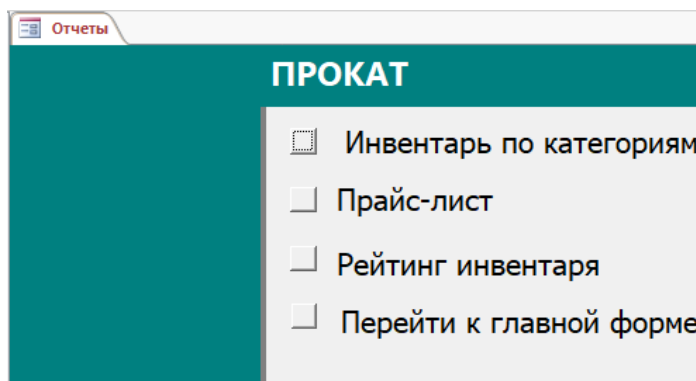 Отчеты
ПРОКАТ
Инвентарь по категориям
Прайс-лист
Рейтинг инвентаря
Перейти к главной форме